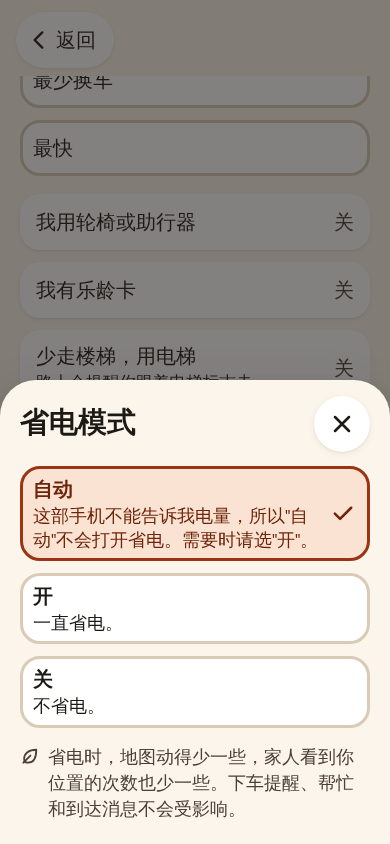 返回
最少换车
最快
我用轮椅或助行器
关
我有乐龄卡
关
少走楼梯，用电梯
关
省电模式
自动
这部手机不能告诉我电量，所以"自
动"不会打开省电。需要时请选"开"。
开
一直省电。
关
不省电。
省电时，地图动得少一些，家人看到你
位置的次数也少一些。下车提醒、帮忙
和到达消息不会受影响。